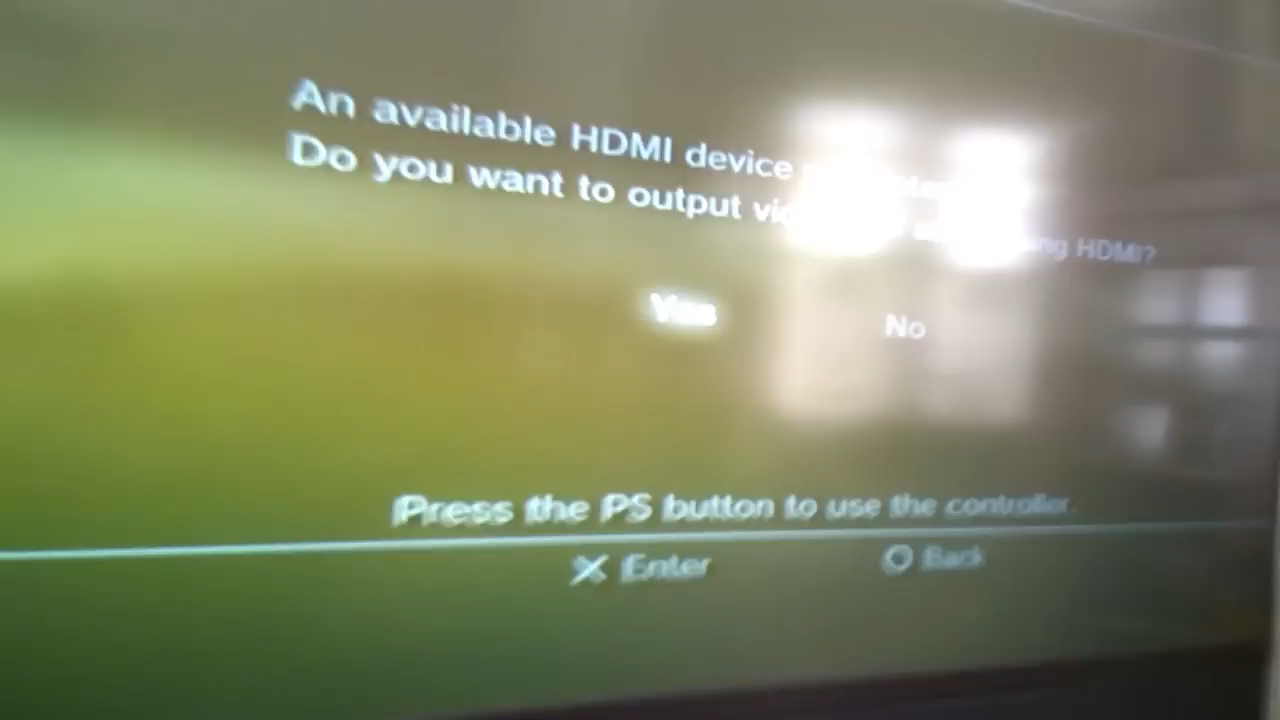 An available HDMI device
Do you want to output HDMI?
Yes No
Press the PS button to use the controller.
X Enter O Back